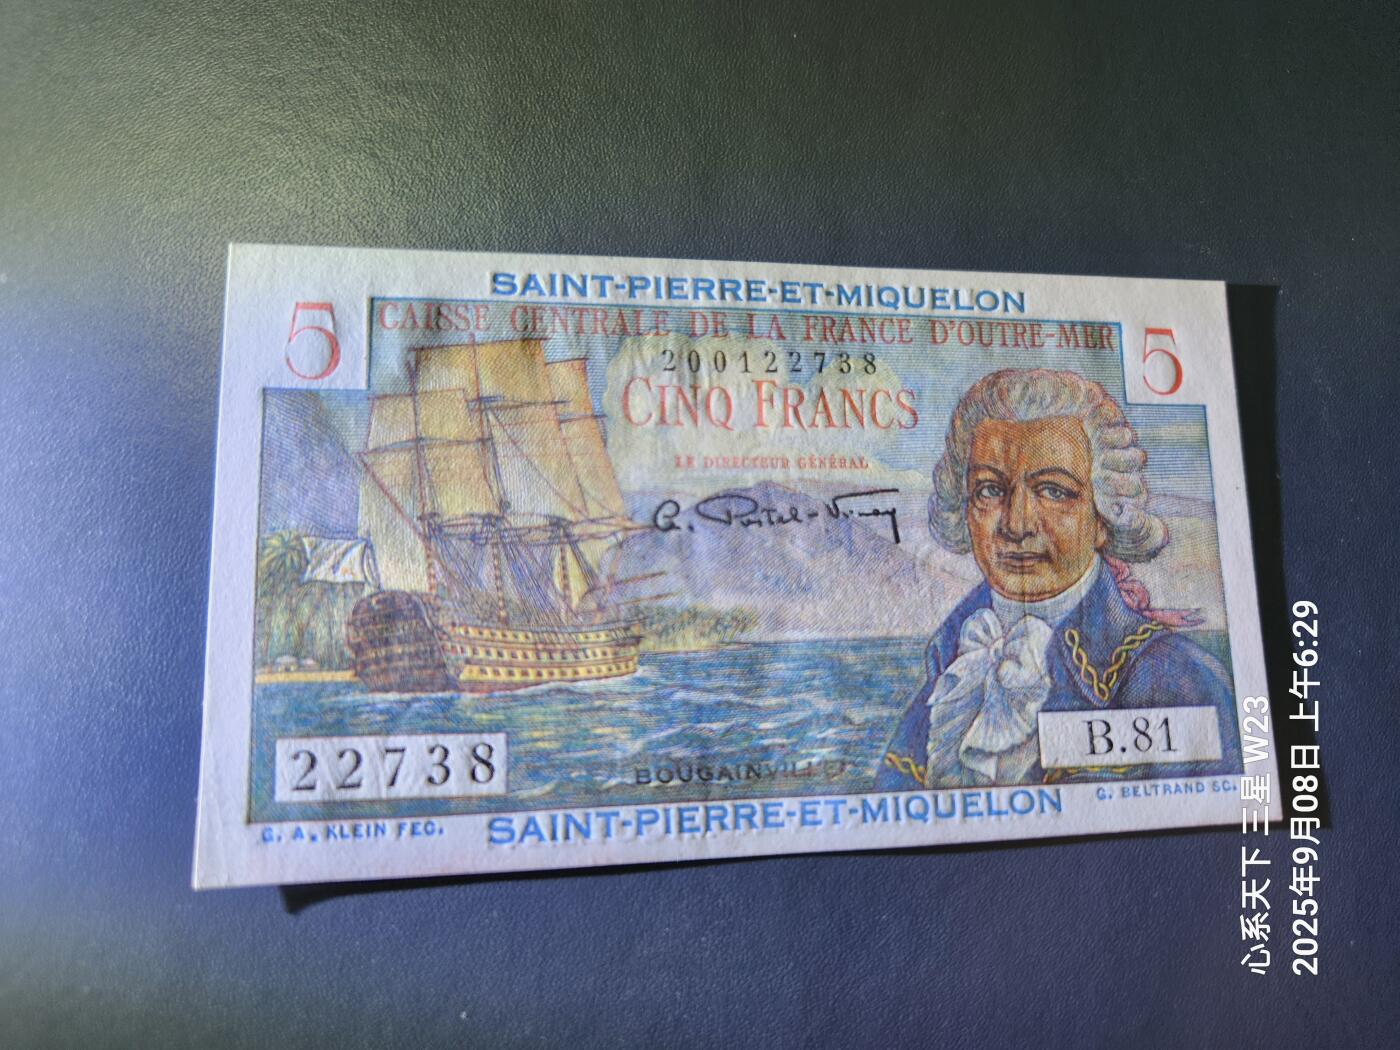 SAINT-PIERRE-ET-MIQUELON
5 CAISSE CENTRALE DE LA FRANCE D'OUTRE-MER 5
200122738
CINQ FRANCS
LE DIRECTEUR GÉNÉRAL
A. Postel-Vinay
22738
B.81
BOUGAINVILLE
G. A. KLEIN FEC.
SAINT-PIERRE-ET-MIQUELON
G. BELTRAND SC.
心系天下 三星 W23
2025年9月08日 上午6:29